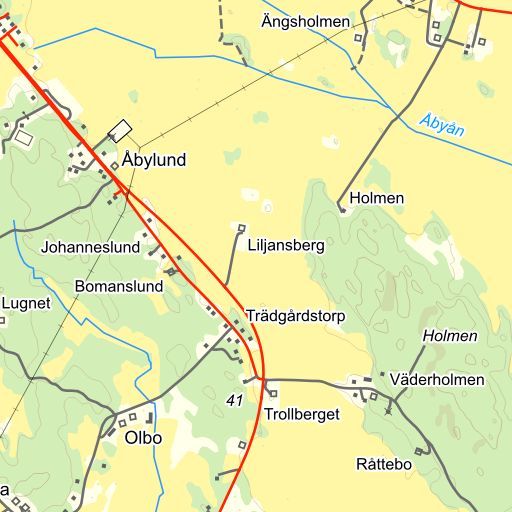 Ängsholmen
Åbyån
Åbylund
Holmen
Johanneslund
Liljansberg
Bomanslund
Lugnet
Trädgårdstorp
Holmen
Väderholmen
41
Trollberget
Olbo
Råttebo
a